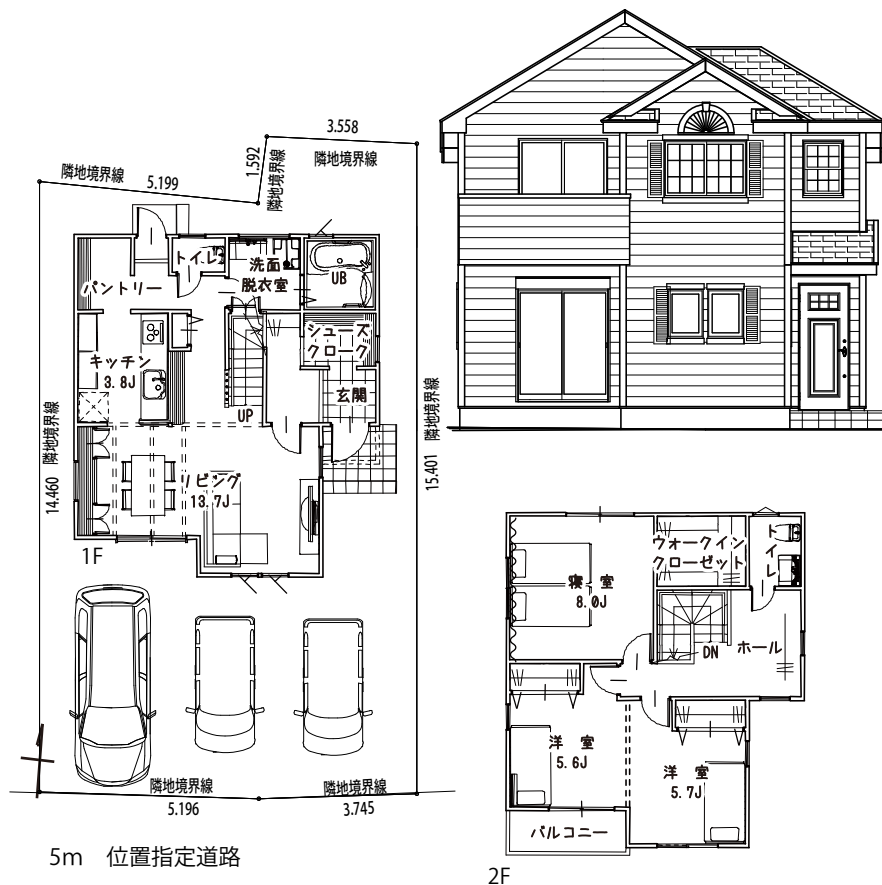 3.558
隣地境界線
1.592
隣地境界線
隣地境界線
5.199
トイレ
洗面
脱衣室
UB
パントリー
シューズ
クローク
キッチン
3.8J
玄関
UP
リビング
13.7J
14.460 隣地境界線
15.401 隣地境界線
1F
隣地境界線
5.196
隣地境界線
3.745
5m 位置指定道路
ウォークイン
クローゼット
トイレ
寝 室
8.0J
DN
ホール
洋 室
5.6J
洋 室
5.7J
バルコニー
2F